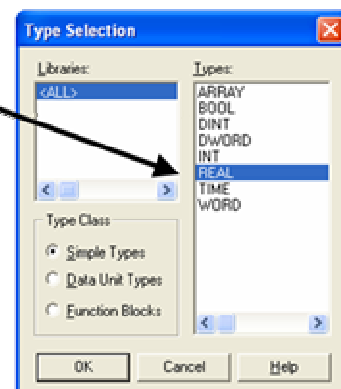 Type Selection
Libraries:
<ALL>
Types:
ARRAY
BOOL
DINT
DWORD
INT
REAL
TIME
WORD
Type Class
Simple Types
Data Unit Types
Function Blocks
OK
Cancel
Help